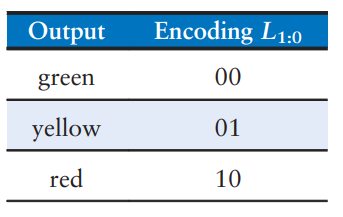 Output Encoding L1:0
green 00
yellow 01
red 10